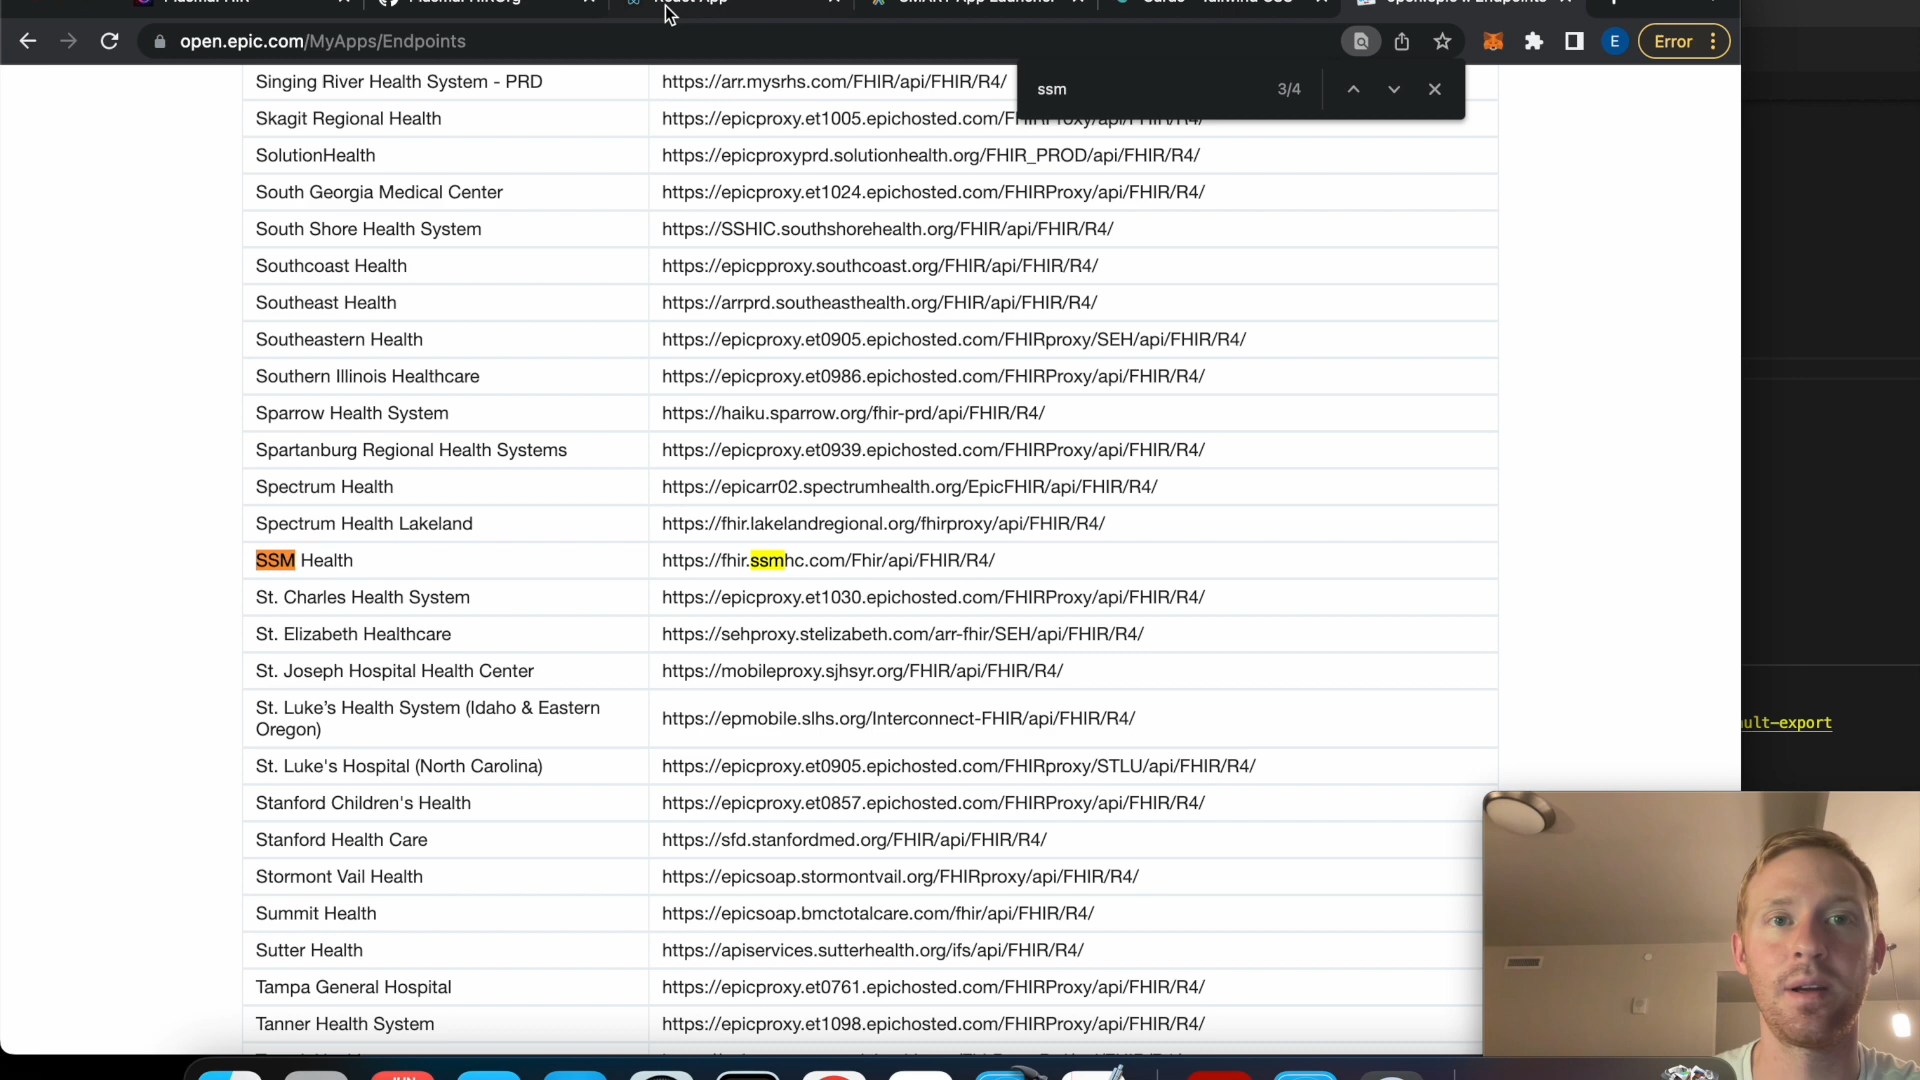 open.epic.com/MyApps/Endpoints
E
Error
ssm
3/4
Singing River Health System - PRD https://arr.mysrhs.com/FHIR/api/FHIR/R4/
Skagit Regional Health https://epicproxy.et1005.epichosted.com/FHIRProxy/api/FHIR/R4/
SolutionHealth https://epicproxyprd.solutionhealth.org/FHIR_PROD/api/FHIR/R4/
South Georgia Medical Center https://epicproxy.et1024.epichosted.com/FHIRProxy/api/FHIR/R4/
South Shore Health System https://SSHIC.southshorehealth.org/FHIR/api/FHIR/R4/
Southcoast Health https://epicpproxy.southcoast.org/FHIR/api/FHIR/R4/
Southeast Health https://arrprd.southeasthealth.org/FHIR/api/FHIR/R4/
Southeastern Health https://epicproxy.et0905.epichosted.com/FHIRproxy/SEH/api/FHIR/R4/
Southern Illinois Healthcare https://epicproxy.et0986.epichosted.com/FHIRProxy/api/FHIR/R4/
Sparrow Health System https://haiku.sparrow.org/fhir-prd/api/FHIR/R4/
Spartanburg Regional Health Systems https://epicproxy.et0939.epichosted.com/FHIRProxy/api/FHIR/R4/
Spectrum Health https://epicarr02.spectrumhealth.org/EpicFHIR/api/FHIR/R4/
Spectrum Health Lakeland https://fhir.lakelandregional.org/fhirproxy/api/FHIR/R4/
SSM Health https://fhir.ssmhc.com/Fhir/api/FHIR/R4/
St. Charles Health System https://epicproxy.et1030.epichosted.com/FHIRProxy/api/FHIR/R4/
St. Elizabeth Healthcare https://sehproxy.stelizabeth.com/arr-fhir/SEH/api/FHIR/R4/
St. Joseph Hospital Health Center https://mobileproxy.sjhsyr.org/FHIR/api/FHIR/R4/
St. Luke’s Health System (Idaho & Eastern
Oregon) https://epmobile.slhs.org/Interconnect-FHIR/api/FHIR/R4/
ult-export
St. Luke's Hospital (North Carolina) https://epicproxy.et0905.epichosted.com/FHIRproxy/STLU/api/FHIR/R4/
Stanford Children's Health https://epicproxy.et0857.epichosted.com/FHIRProxy/api/FHIR/R4/
Stanford Health Care https://sfd.stanfordmed.org/FHIR/api/FHIR/R4/
Stormont Vail Health https://epicsoap.stormontvail.org/FHIRproxy/api/FHIR/R4/
Summit Health https://epicsoap.bmctotalcare.com/fhir/api/FHIR/R4/
Sutter Health https://apiservices.sutterhealth.org/ifs/api/FHIR/R4/
Tampa General Hospital https://epicproxy.et0761.epichosted.com/FHIRProxy/api/FHIR/R4/
Tanner Health System https://epicproxy.et1098.epichosted.com/FHIRProxy/api/FHIR/R4/